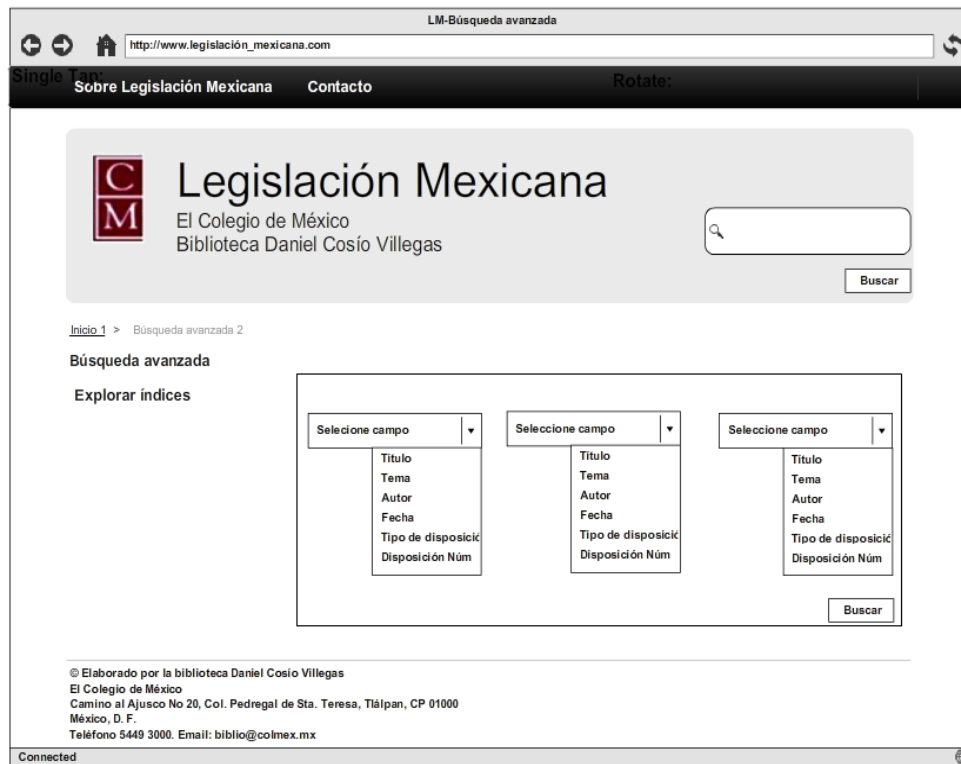 LM-Búsqueda avanzada
http://www.legislación_mexicana.com
Single Tap:
Rotate:
Sobre Legislación Mexicana
Contacto
C
M
Legislación Mexicana
El Colegio de México
Biblioteca Daniel Cosío Villegas
Buscar
Inicio 1 > Búsqueda avanzada 2
Búsqueda avanzada
Explorar índices
Selecione campo
Título
Tema
Autor
Fecha
Tipo de disposició
Disposición Núm
Seleccione campo
Título
Tema
Autor
Fecha
Tipo de disposició
Disposición Núm
Seleccione campo
Título
Tema
Autor
Fecha
Tipo de disposició
Disposición Núm
Buscar
© Elaborado por la biblioteca Daniel Cosío Villegas
El Colegio de México
Camino al Ajusco No 20, Col. Pedregal de Sta. Teresa, Tlálpan, CP 01000
México, D. F.
Teléfono 5449 3000. Email: biblio@colmex.mx
Connected